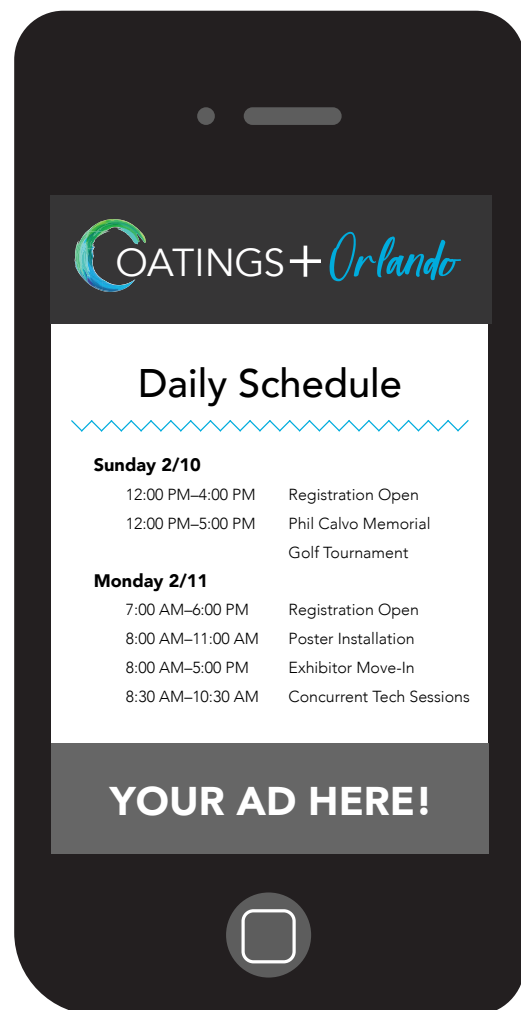 COATINGS+Orlando
Daily Schedule
Sunday 2/10
12:00 PM–4:00 PM Registration Open
12:00 PM–5:00 PM Phil Calvo Memorial
Golf Tournament
Monday 2/11
7:00 AM–6:00 PM Registration Open
8:00 AM–11:00 AM Poster Installation
8:00 AM–5:00 PM Exhibitor Move-In
8:30 AM–10:30 AM Concurrent Tech Sessions
YOUR AD HERE!